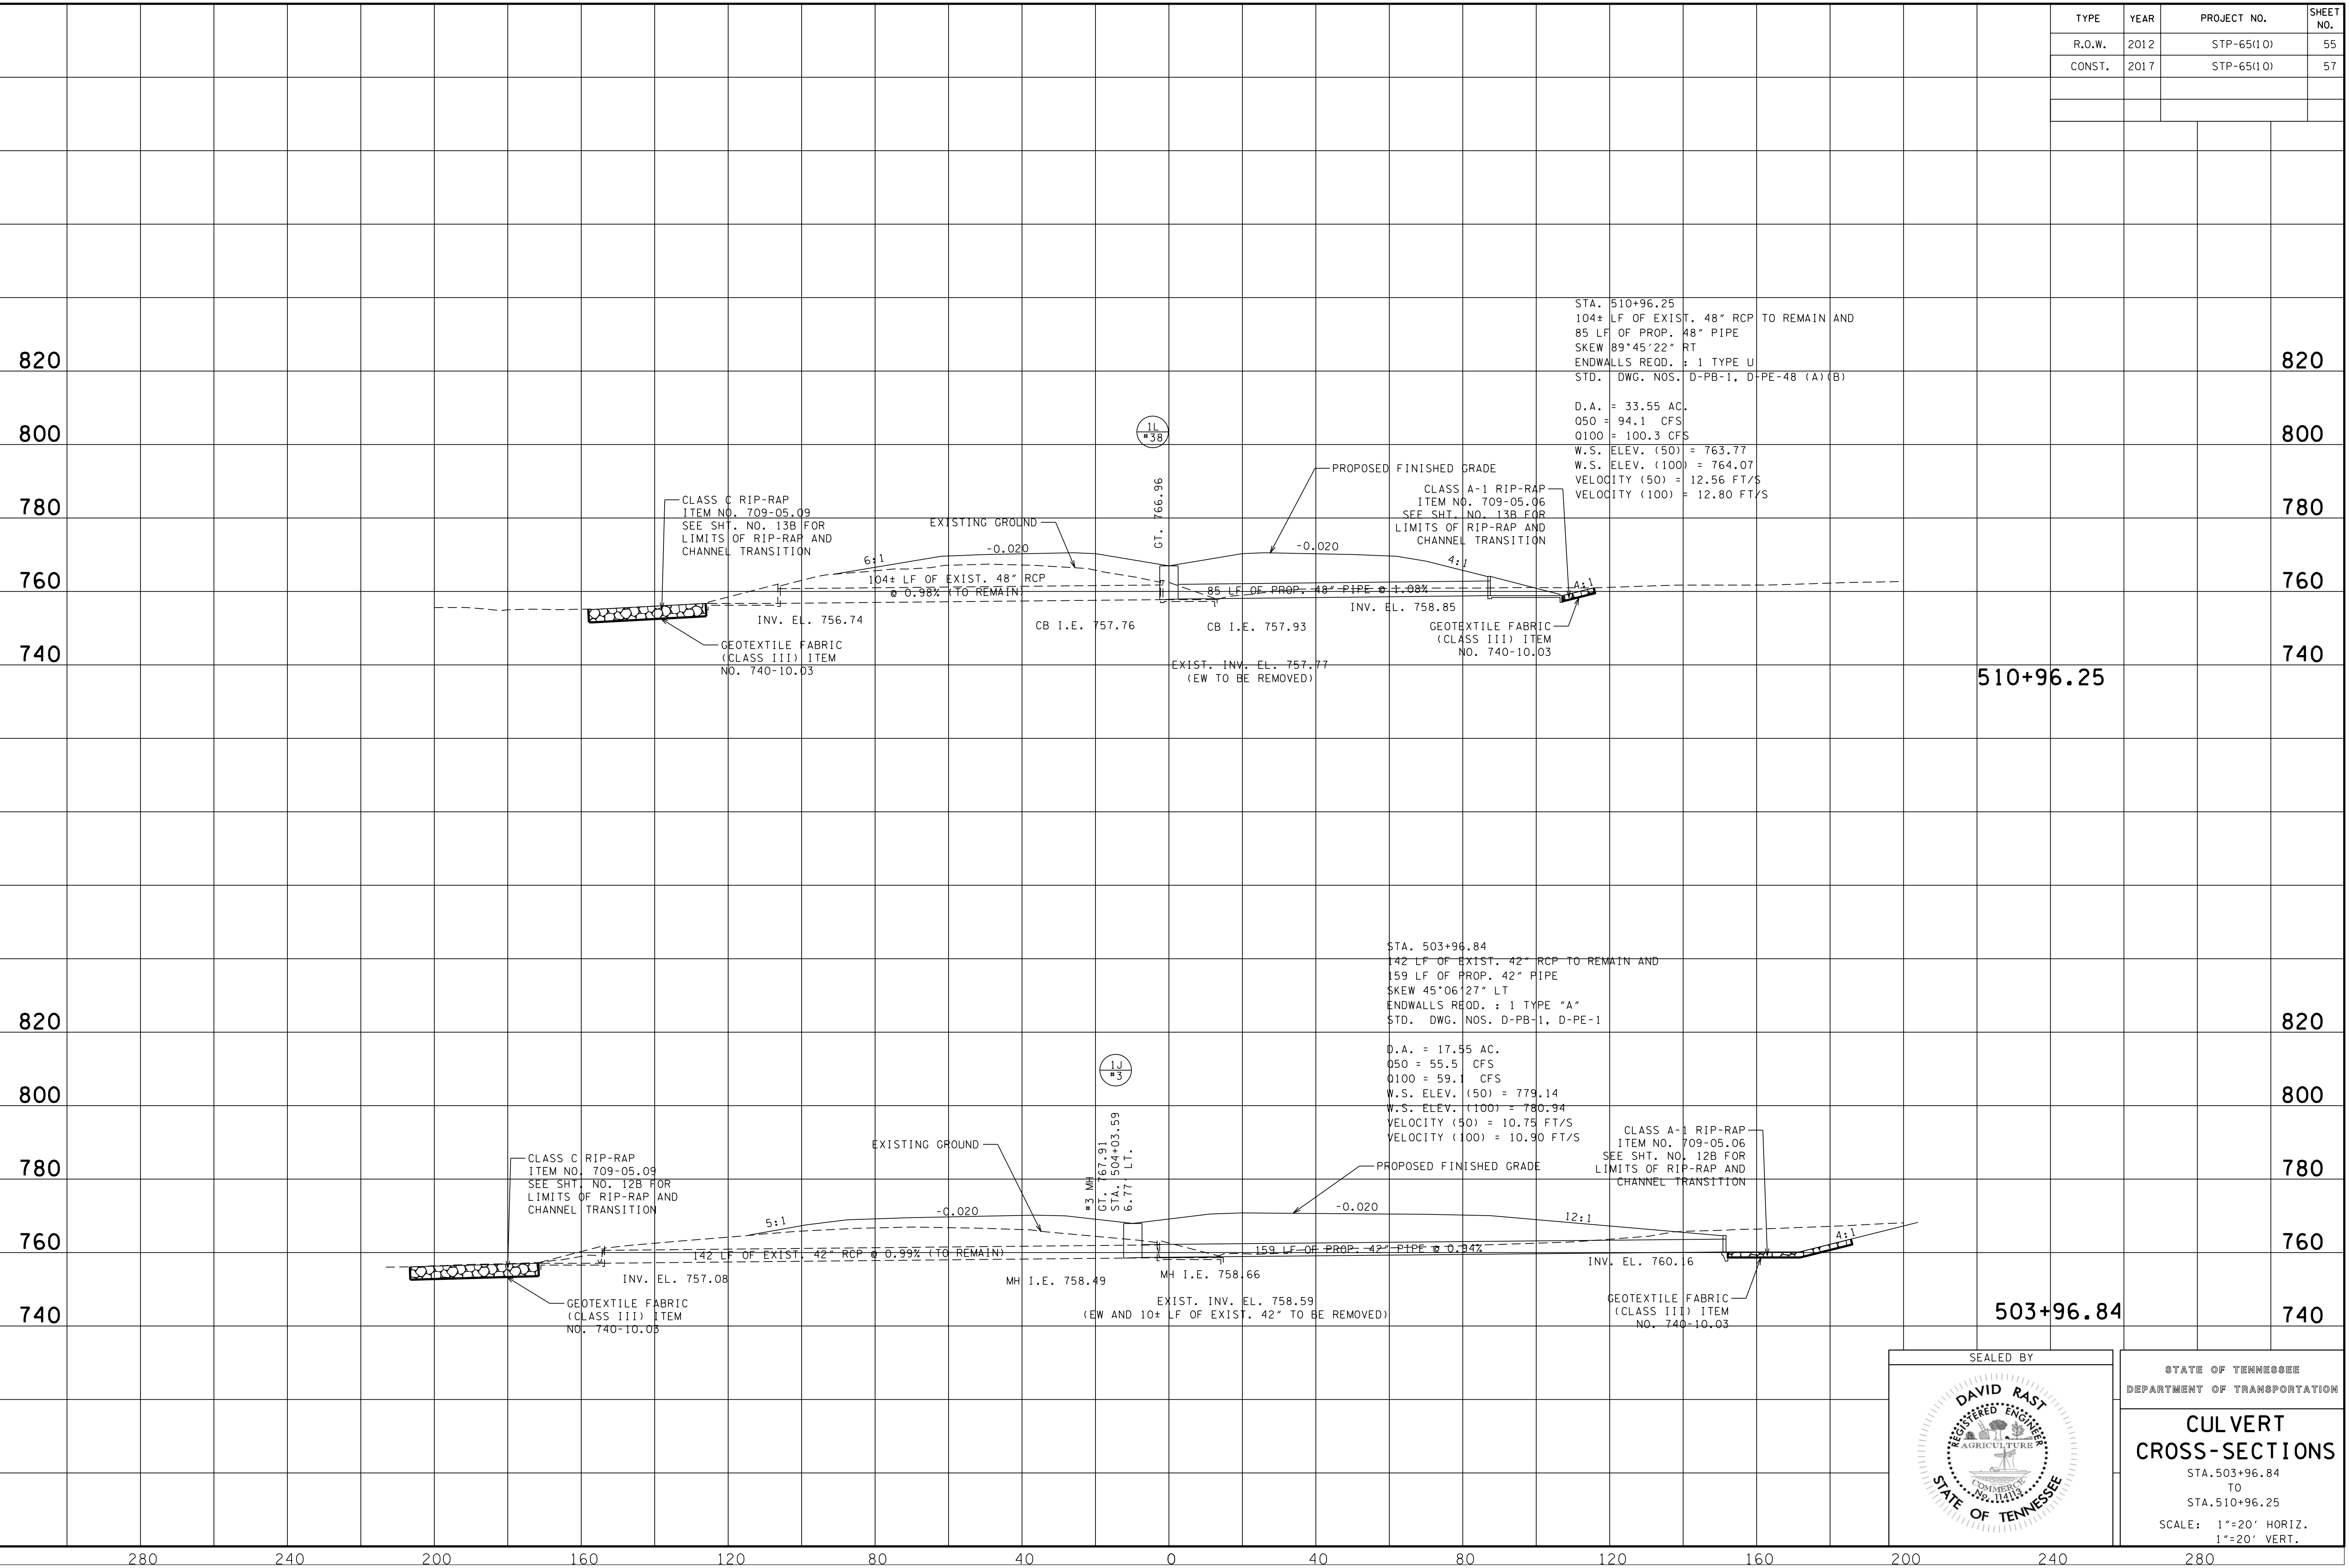 TYPE YEAR PROJECT NO. SHEET NO.
R.O.W. 2012 STP-65(10) 55
CONST. 2017 STP-65(10) 57
STA. 510+96.25
104± LF OF EXIST. 48" RCP TO REMAIN AND
85 LF OF PROP. 48" PIPE
SKEW 89°45'22" RT
ENDWALLS REQD. : 1 TYPE U
STD. DWG. NOS. D-PB-1, D-PE-48 (A)(B)
D.A. = 33.55 AC.
Q50 = 94.1 CFS
Q100 = 100.3 CFS
W.S. ELEV. (50) = 763.77
W.S. ELEV. (100) = 764.07
VELOCITY (50) = 12.56 FT/S
VELOCITY (100) = 12.80 FT/S
820 820
800 800
780 780
760 760
740 740
1L
#38
GT. 766.96
PROPOSED FINISHED GRADE
CLASS A-1 RIP-RAP
ITEM NO. 709-05.06
SEE SHT. NO. 13B FOR
LIMITS OF RIP-RAP AND
CHANNEL TRANSITION
CLASS C RIP-RAP
ITEM NO. 709-05.09
SEE SHT. NO. 13B FOR
LIMITS OF RIP-RAP AND
CHANNEL TRANSITION
EXISTING GROUND
6:1
-0.020
-0.020
4:1
4:1
104± LF OF EXIST. 48" RCP
@ 0.98% (TO REMAIN)
85 LF OF PROP. 48" PIPE @ 1.08%
INV. EL. 756.74
CB I.E. 757.76
CB I.E. 757.93
INV. EL. 758.85
GEOTEXTILE FABRIC
(CLASS III) ITEM
NO. 740-10.03
GEOTEXTILE FABRIC
(CLASS III) ITEM
NO. 740-10.03
EXIST. INV. EL. 757.77
(EW TO BE REMOVED)
510+96.25
STA. 503+96.84
142 LF OF EXIST. 42" RCP TO REMAIN AND
159 LF OF PROP. 42" PIPE
SKEW 45°06'27" LT
ENDWALLS REQD. : 1 TYPE "A"
STD. DWG. NOS. D-PB-1, D-PE-1
D.A. = 17.55 AC.
Q50 = 55.5 CFS
Q100 = 59.1 CFS
W.S. ELEV. (50) = 779.14
W.S. ELEV. (100) = 780.94
VELOCITY (50) = 10.75 FT/S
VELOCITY (100) = 10.90 FT/S
820 820
800 800
780 780
760 760
740 740
1J
#3
#3 MH
GT. 767.91
STA. 504+03.59
6.77' LT.
EXISTING GROUND
PROPOSED FINISHED GRADE
CLASS C RIP-RAP
ITEM NO. 709-05.09
SEE SHT. NO. 12B FOR
LIMITS OF RIP-RAP AND
CHANNEL TRANSITION
CLASS A-1 RIP-RAP
ITEM NO. 709-05.06
SEE SHT. NO. 12B FOR
LIMITS OF RIP-RAP AND
CHANNEL TRANSITION
5:1
-0.020
-0.020
12:1
4:1
142 LF OF EXIST. 42" RCP @ 0.99% (TO REMAIN)
159 LF OF PROP. 42" PIPE @ 0.94%
INV. EL. 757.08
MH I.E. 758.49
MH I.E. 758.66
INV. EL. 760.16
GEOTEXTILE FABRIC
(CLASS III) ITEM
NO. 740-10.03
EXIST. INV. EL. 758.59
(EW AND 10± LF OF EXIST. 42" TO BE REMOVED)
GEOTEXTILE FABRIC
(CLASS III) ITEM
NO. 740-10.03
503+96.84
SEALED BY
DAVID RAST
REGISTERED ENGINEER
AGRICULTURE
COMMERCE
No. 114113
STATE OF TENNESSEE
STATE OF TENNESSEE
DEPARTMENT OF TRANSPORTATION
CULVERT
CROSS-SECTIONS
STA.503+96.84
TO
STA.510+96.25
SCALE: 1"=20' HORIZ.
1"=20' VERT.
280 240 200 160 120 80 40 0 40 80 120 160 200 240 280